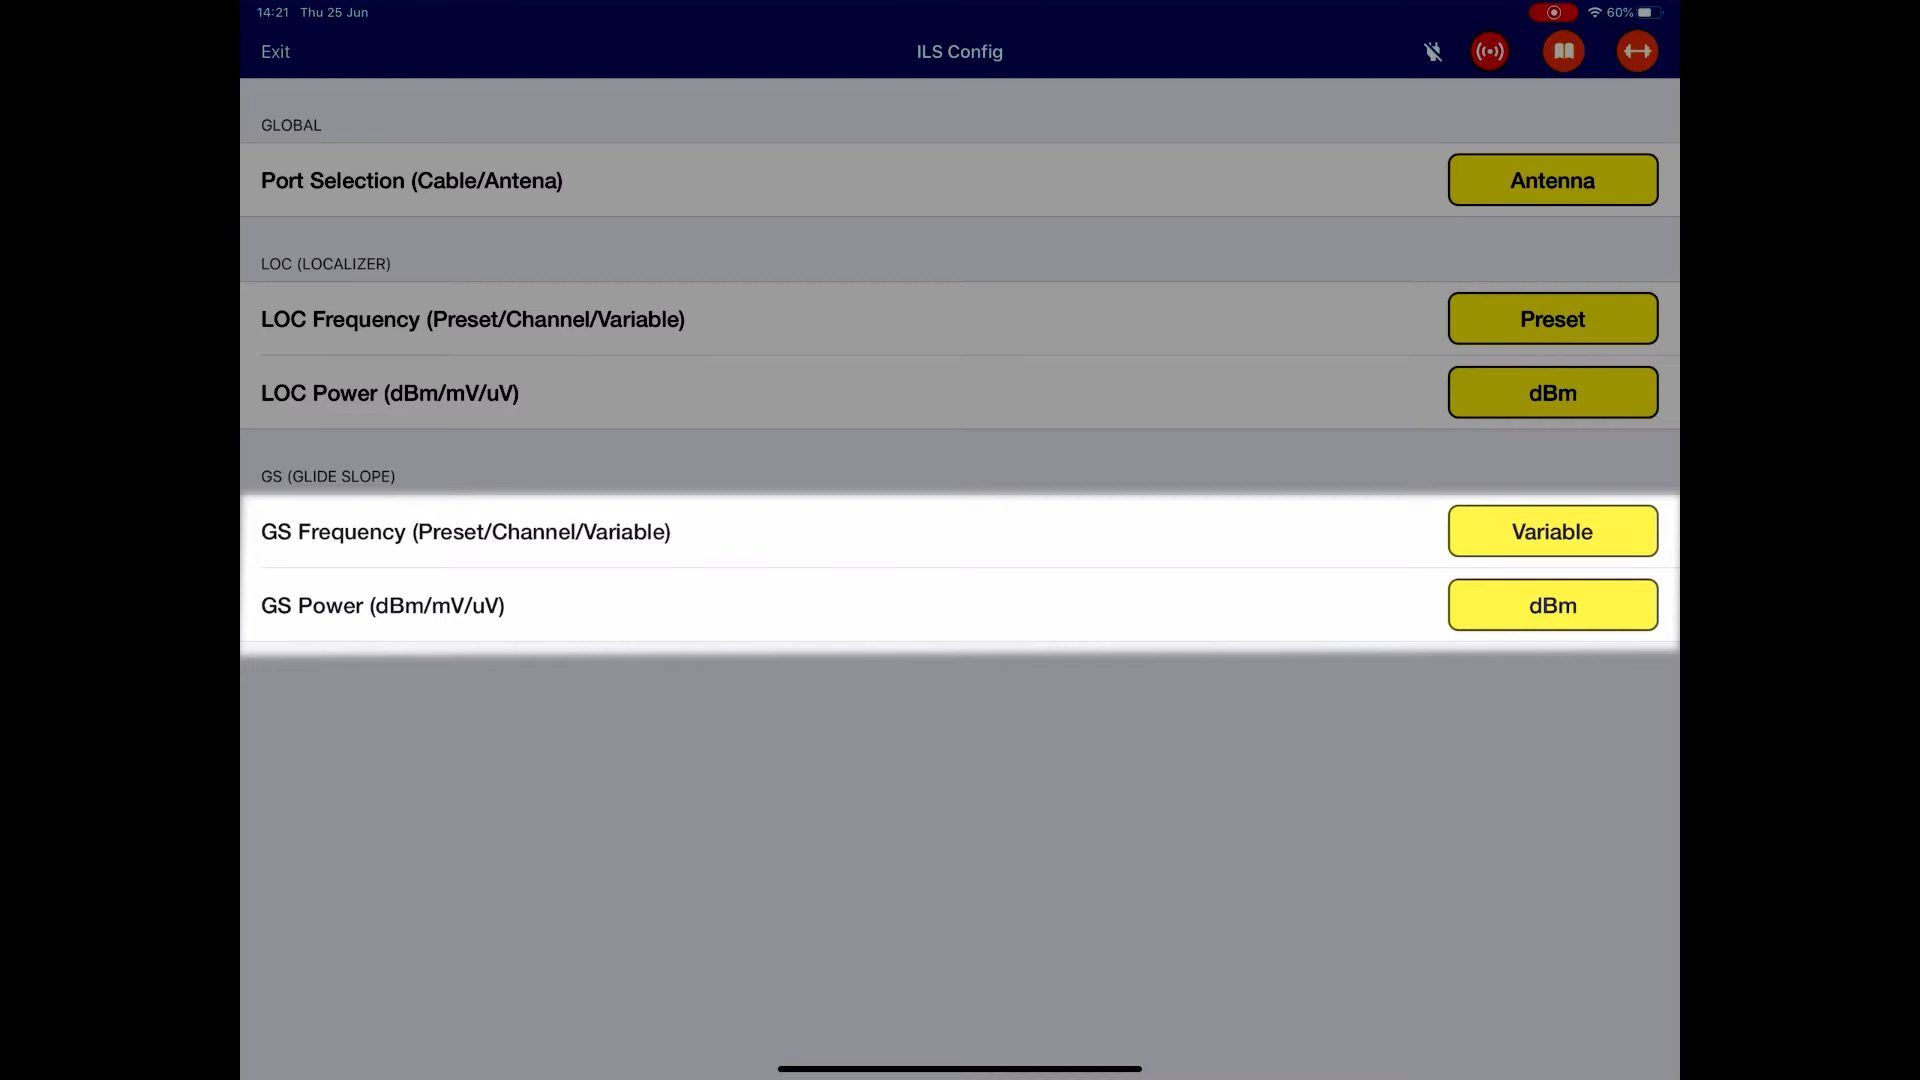 14:21 Thu 25 Jun
60%
Exit
ILS Config
GLOBAL
Port Selection (Cable/Antena)
Antenna
LOC (LOCALIZER)
LOC Frequency (Preset/Channel/Variable)
Preset
LOC Power (dBm/mV/uV)
dBm
GS (GLIDE SLOPE)
GS Frequency (Preset/Channel/Variable)
Variable
GS Power (dBm/mV/uV)
dBm